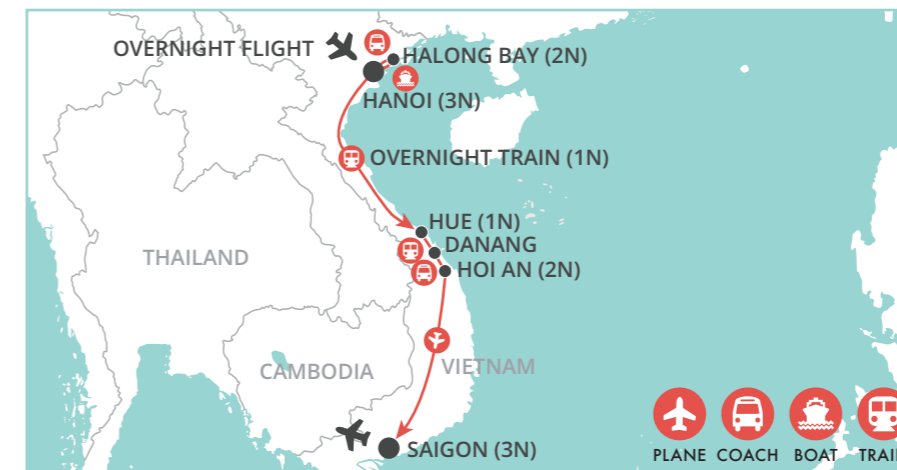 OVERNIGHT FLIGHT
HALONG BAY (2N)
HANOI (3N)
OVERNIGHT TRAIN (1N)
HUE (1N)
DANANG
HOI AN (2N)
THAILAND
CAMBODIA
VIETNAM
SAIGON (3N)
PLANE COACH BOAT TRAI